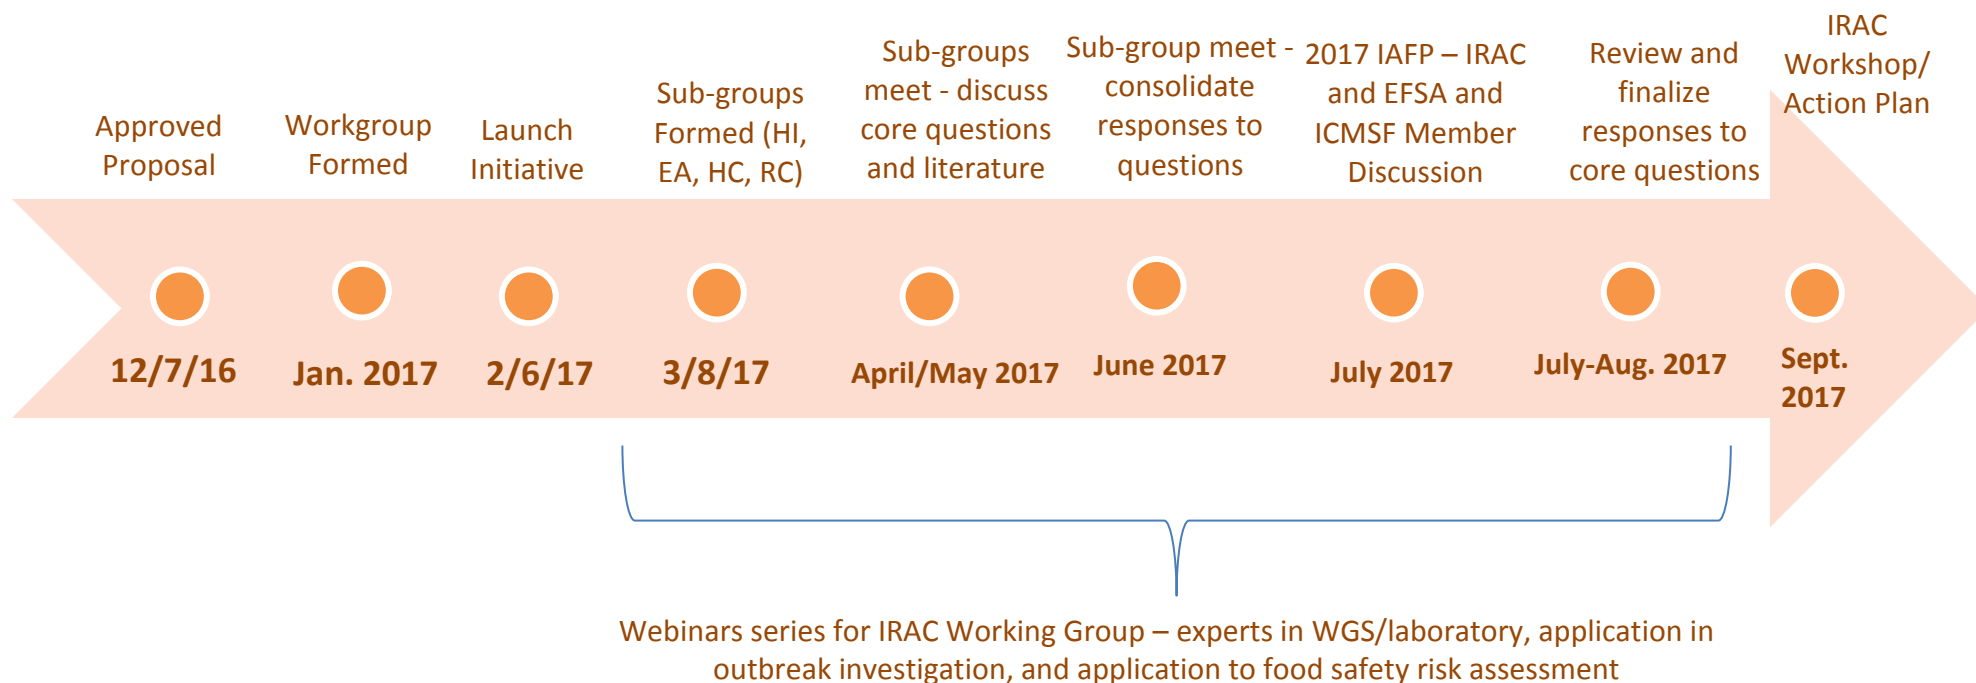 Approved
Proposal
Workgroup
Formed
Launch
Initiative
Sub-groups
Formed (HI,
EA, HC, RC)
Sub-groups
meet - discuss
core questions
and literature
Sub-group meet -
consolidate
responses to
questions
2017 IAFP – IRAC
and EFSA and
ICMSF Member
Discussion
Review and
finalize
responses to
core questions
IRAC
Workshop/
Action Plan
12/7/16
Jan. 2017
2/6/17
3/8/17
April/May 2017
June 2017
July 2017
July-Aug. 2017
Sept.
2017
Webinars series for IRAC Working Group – experts in WGS/laboratory, application in
outbreak investigation, and application to food safety risk assessment